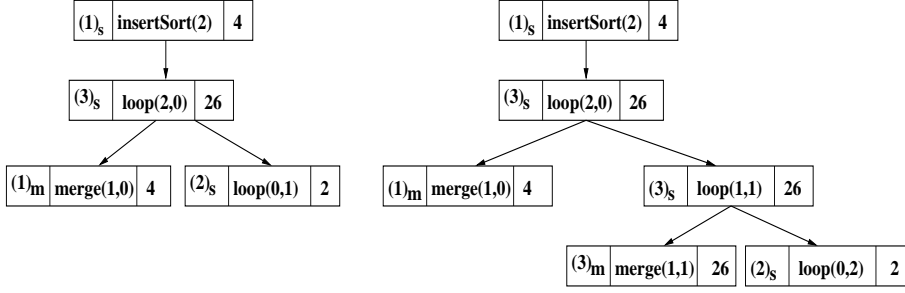 (1)s insertSort(2) 4
(3)s loop(2,0) 26
(1)m merge(1,0) 4
(2)s loop(0,1) 2
(1)s insertSort(2) 4
(3)s loop(2,0) 26
(1)m merge(1,0) 4
(3)s loop(1,1) 26
(3)m merge(1,1) 26
(2)s loop(0,2) 2